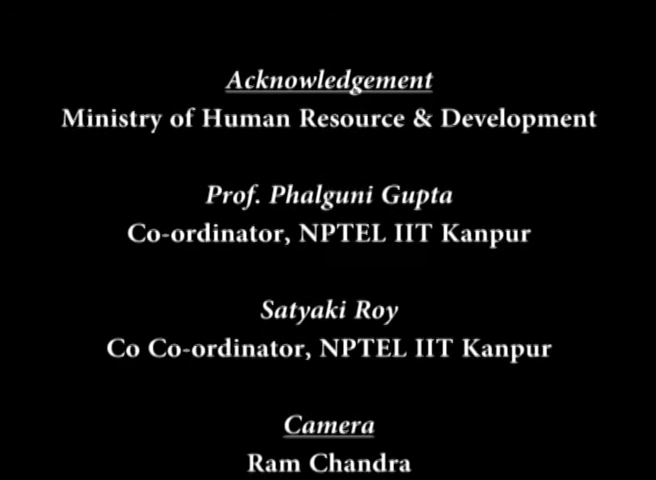 Acknowledgement
Ministry of Human Resource & Development
Prof. Phalguni Gupta
Co-ordinator, NPTEL IIT Kanpur
Satyaki Roy
Co Co-ordinator, NPTEL IIT Kanpur
Camera
Ram Chandra